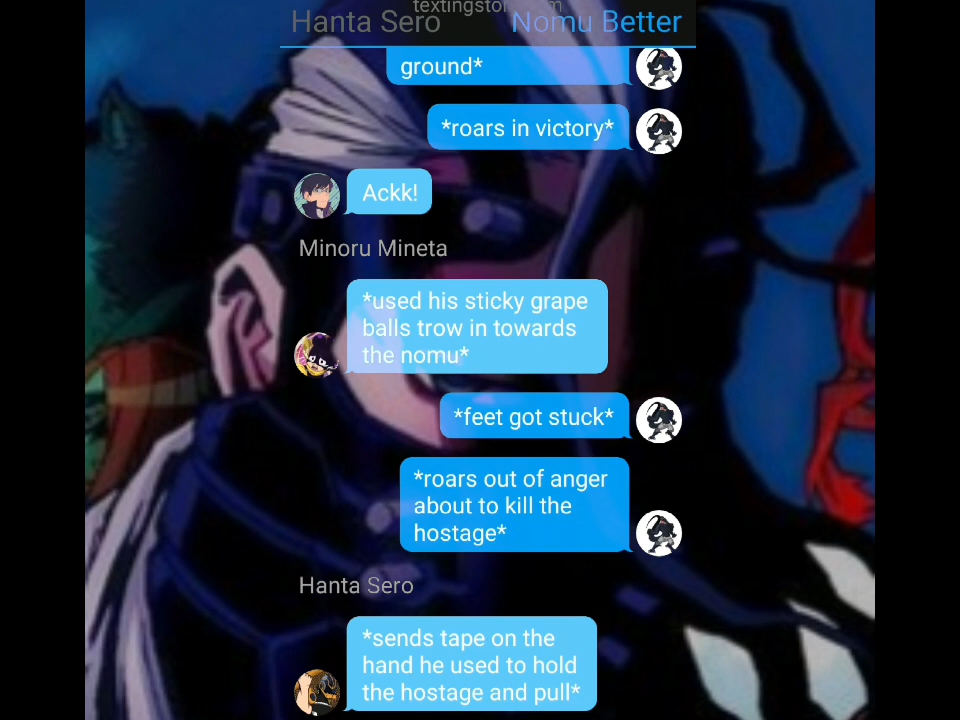 Hanta Sero
Nomu Better
ground*
*roars in victory*
Ackk!
Minoru Mineta
*used his sticky grape
balls trow in towards
the nomu*
*feet got stuck*
*roars out of anger
about to kill the
hostage*
Hanta Sero
*sends tape on the
hand he used to hold
the hostage and pull*